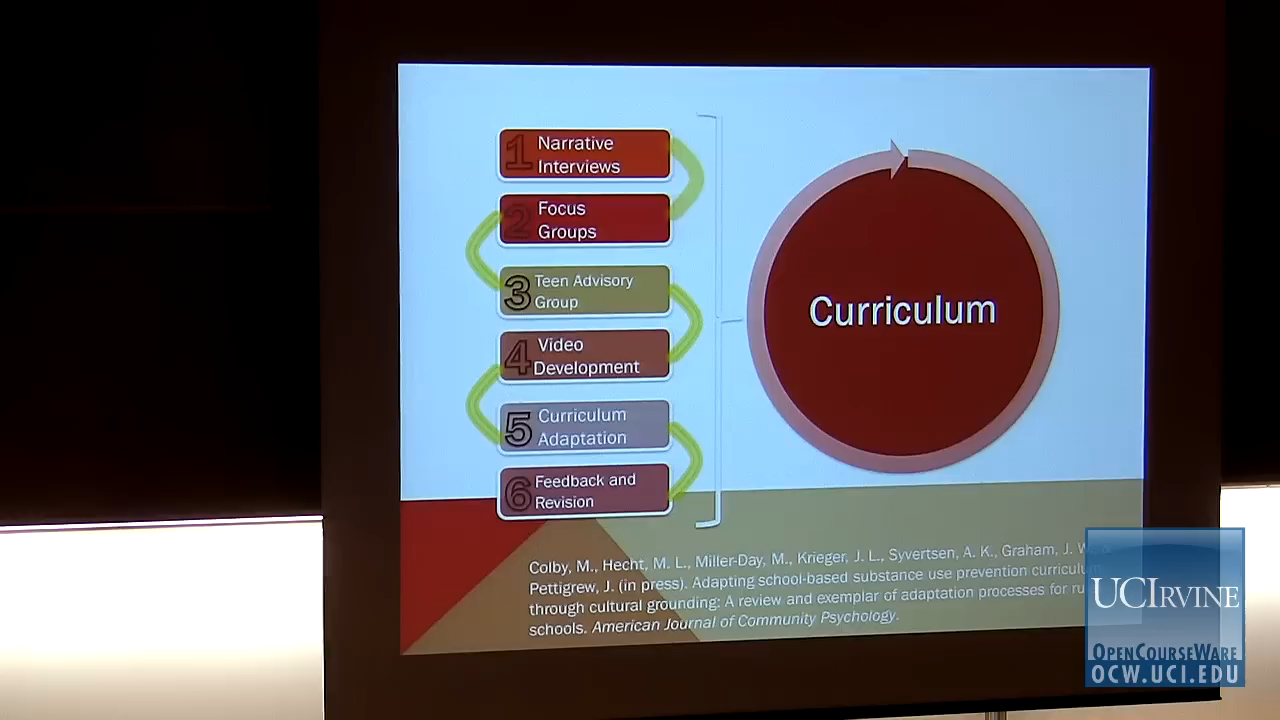 1 Narrative
Interviews
2 Focus
Groups
3 Teen Advisory
Group
4 Video
Development
5 Curriculum
Adaptation
6 Feedback and
Revision
Curriculum
Colby, M., Hecht, M. L., Miller-Day, M., Krieger, J. L., Syvertsen, A. K., Graham, J. W.
Pettigrew, J. (in press). Adapting school-based substance use prevention curriculum
through cultural grounding: A review and exemplar of adaptation processes for
schools. American Journal of Community Psychology.
UCIRVINE
OPENCOURSEWARE
OCW.UCI.EDU